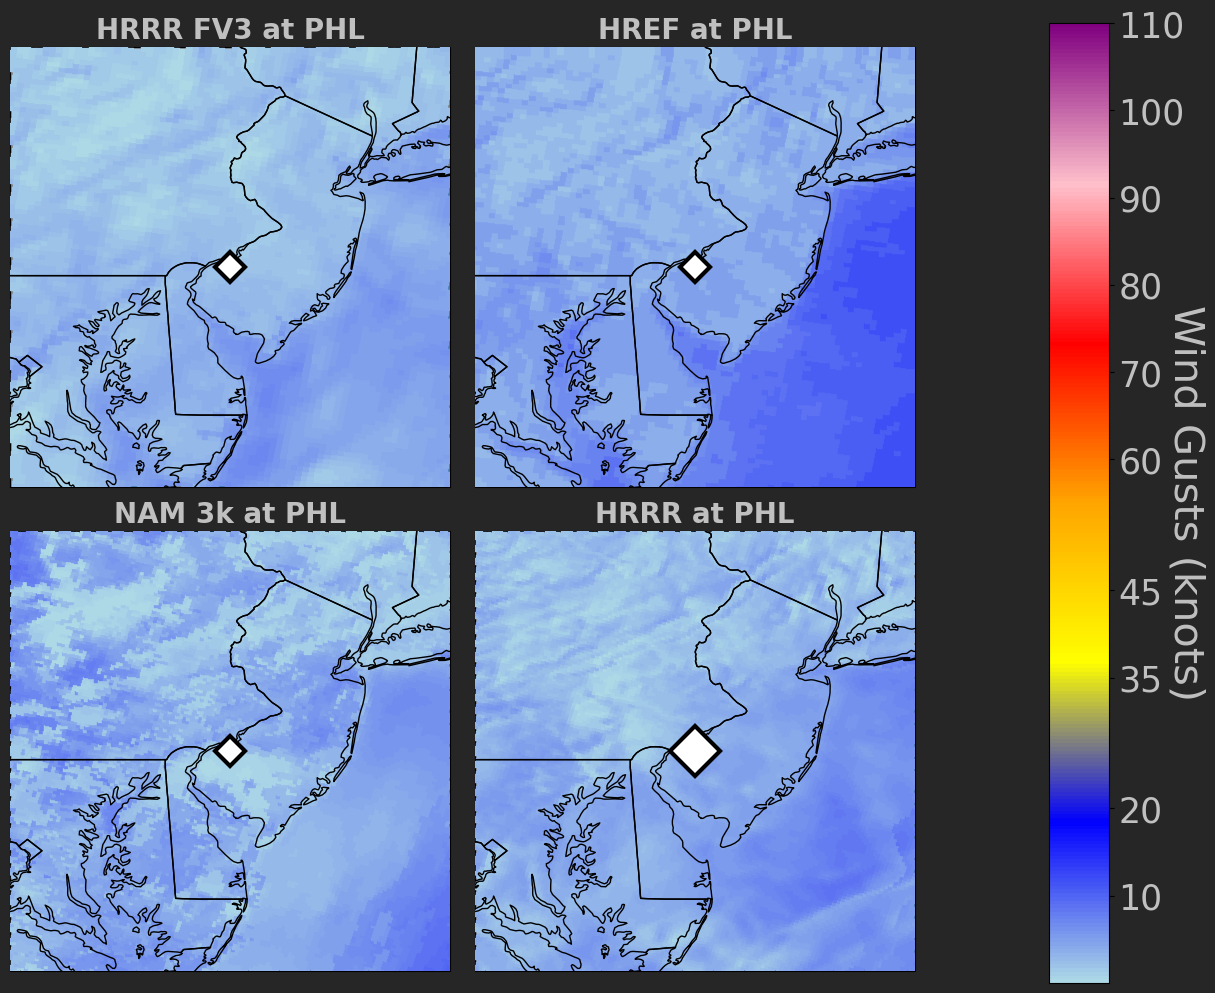 HRRR FV3 at PHL
HREF at PHL
NAM 3k at PHL
HRRR at PHL
110
100
90
80
70
60
45
35
20
10
Wind Gusts (knots)